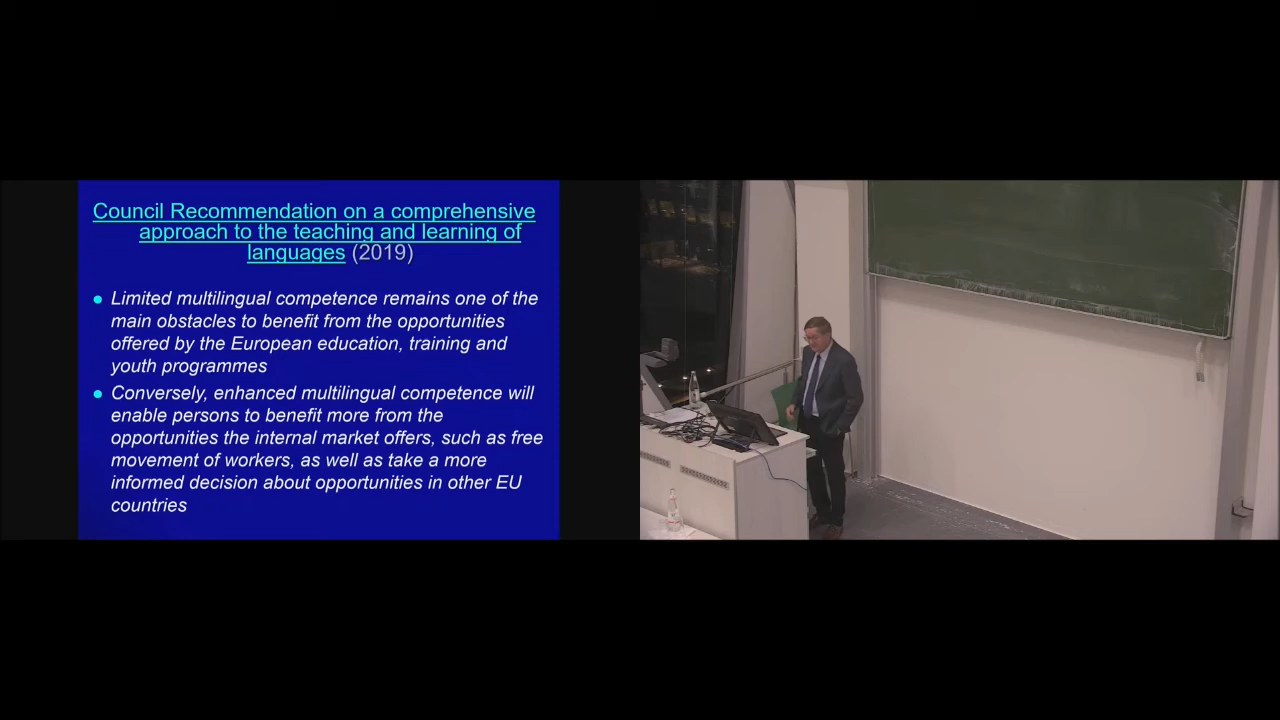 Council Recommendation on a comprehensive
approach to the teaching and learning of
languages (2019)
Limited multilingual competence remains one of the
main obstacles to benefit from the opportunities
offered by the European education, training and
youth programmes
Conversely, enhanced multilingual competence will
enable persons to benefit more from the
opportunities the internal market offers, such as free
movement of workers, as well as take a more
informed decision about opportunities in other EU
countries